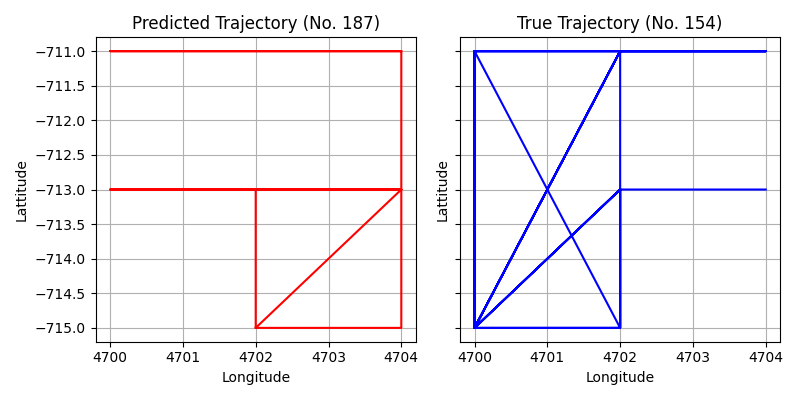 Predicted Trajectory (No. 187)
True Trajectory (No. 154)
−711.0
−711.5
−712.0
−712.5
−713.0
−713.5
−714.0
−714.5
−715.0
Lattitude
Lattitude
4700 4701 4702 4703 4704
4700 4701 4702 4703 4704
Longitude
Longitude